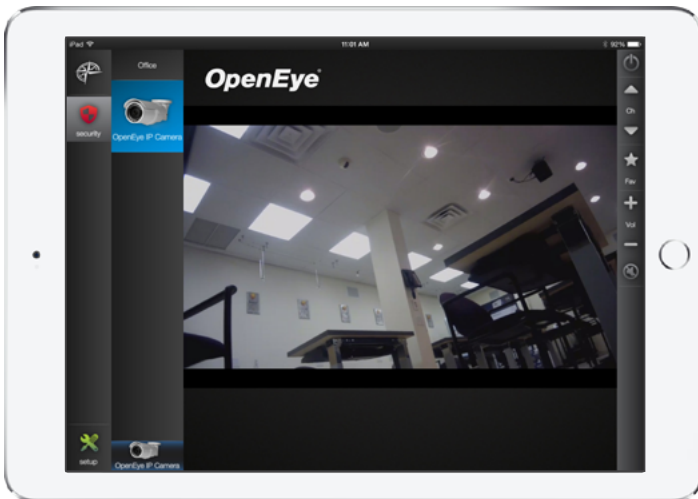 iPad
11:01 AM
92%
Office
OpenEye
security
OpenEye IP Camera
Ch
Fav
Vol
setup
OpenEye IP Camera